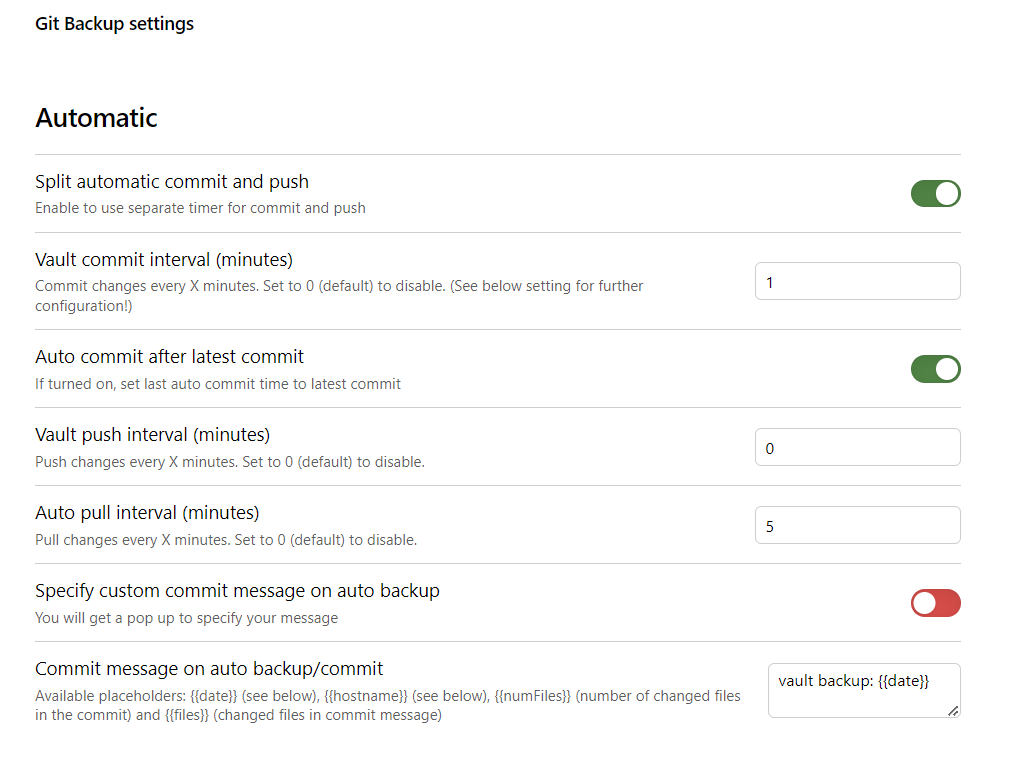 Git Backup settings
Automatic
Split automatic commit and push
Enable to use separate timer for commit and push
Vault commit interval (minutes)
Commit changes every X minutes. Set to 0 (default) to disable. (See below setting for further
configuration!)
1
Auto commit after latest commit
If turned on, set last auto commit time to latest commit
Vault push interval (minutes)
Push changes every X minutes. Set to 0 (default) to disable.
0
Auto pull interval (minutes)
Pull changes every X minutes. Set to 0 (default) to disable.
5
Specify custom commit message on auto backup
You will get a pop up to specify your message
Commit message on auto backup/commit
Available placeholders: {{date}} (see below), {{hostname}} (see below), {{numFiles}} (number of changed files
in the commit) and {{files}} (changed files in commit message)
vault backup: {{date}}